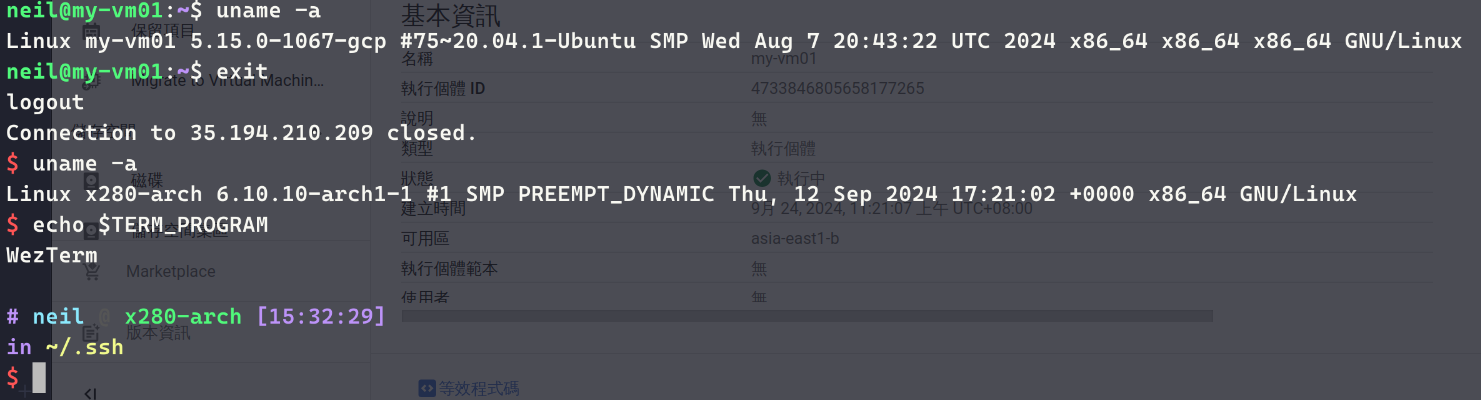 neil@my-vm01:~$ uname -a
Linux my-vm01 5.15.0-1067-gcp #75~20.04.1-Ubuntu SMP Wed Aug 7 20:43:22 UTC 2024 x86_64 x86_64 x86_64 GNU/Linux
neil@my-vm01:~$ exit
logout
Connection to 35.194.210.209 closed.
$ uname -a
Linux x280-arch 6.10.10-arch1-1 #1 SMP PREEMPT_DYNAMIC Thu, 12 Sep 2024 17:21:02 +0000 x86_64 GNU/Linux
$ echo $TERM_PROGRAM
WezTerm
# neil @ x280-arch [15:32:29]
in ~/.ssh
$
保留項目
Migrate to Virtual Machin...
磁碟
Marketplace
版本資訊
基本資訊
名稱 my-vm01
執行個體 ID 4733846805658177265
說明 無
類型 執行個體
狀態 執行中
建立時間 9月 24, 2024, 11:21:07 上午 UTC+08:00
可用區 asia-east1-b
執行個體範本 無
使用者 無
等效程式碼